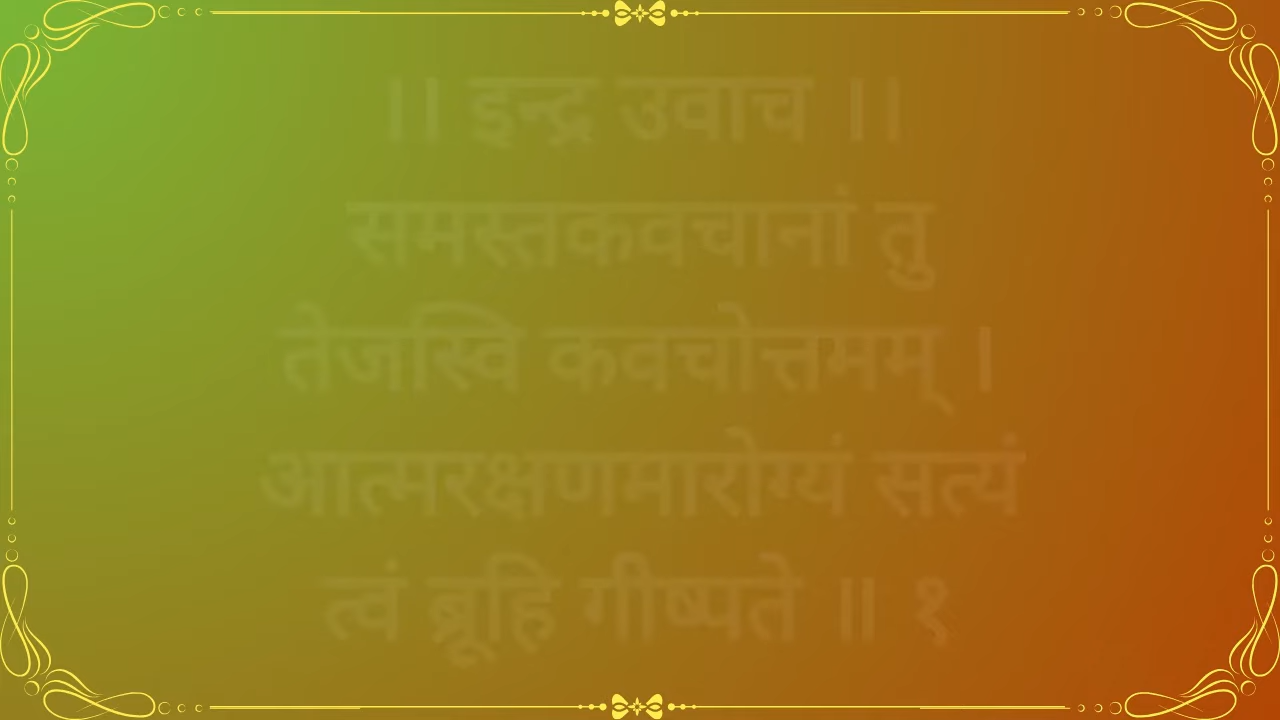 ।। इन्द्र उवाच ।।
समस्तकवचानां तु
तेजस्वि कवचोत्तमम् ।
आत्मरक्षणमारोग्यं सत्यं
त्वं ब्रूहि गीष्पते ॥ १